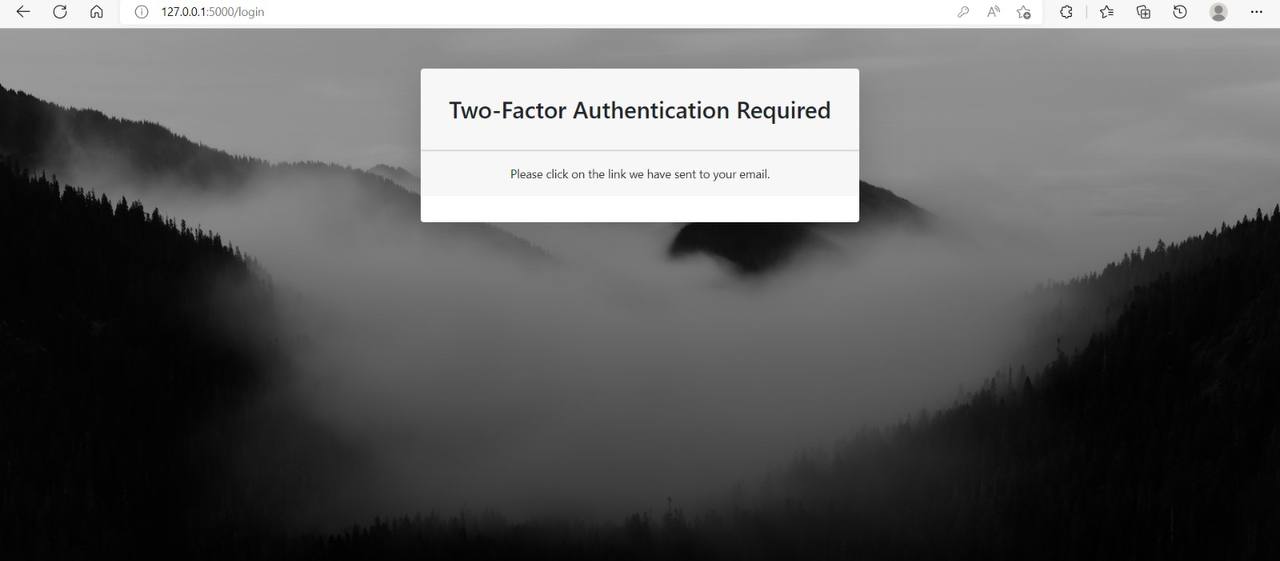 127.0.0.1:5000/login
Two-Factor Authentication Required
Please click on the link we have sent to your email.